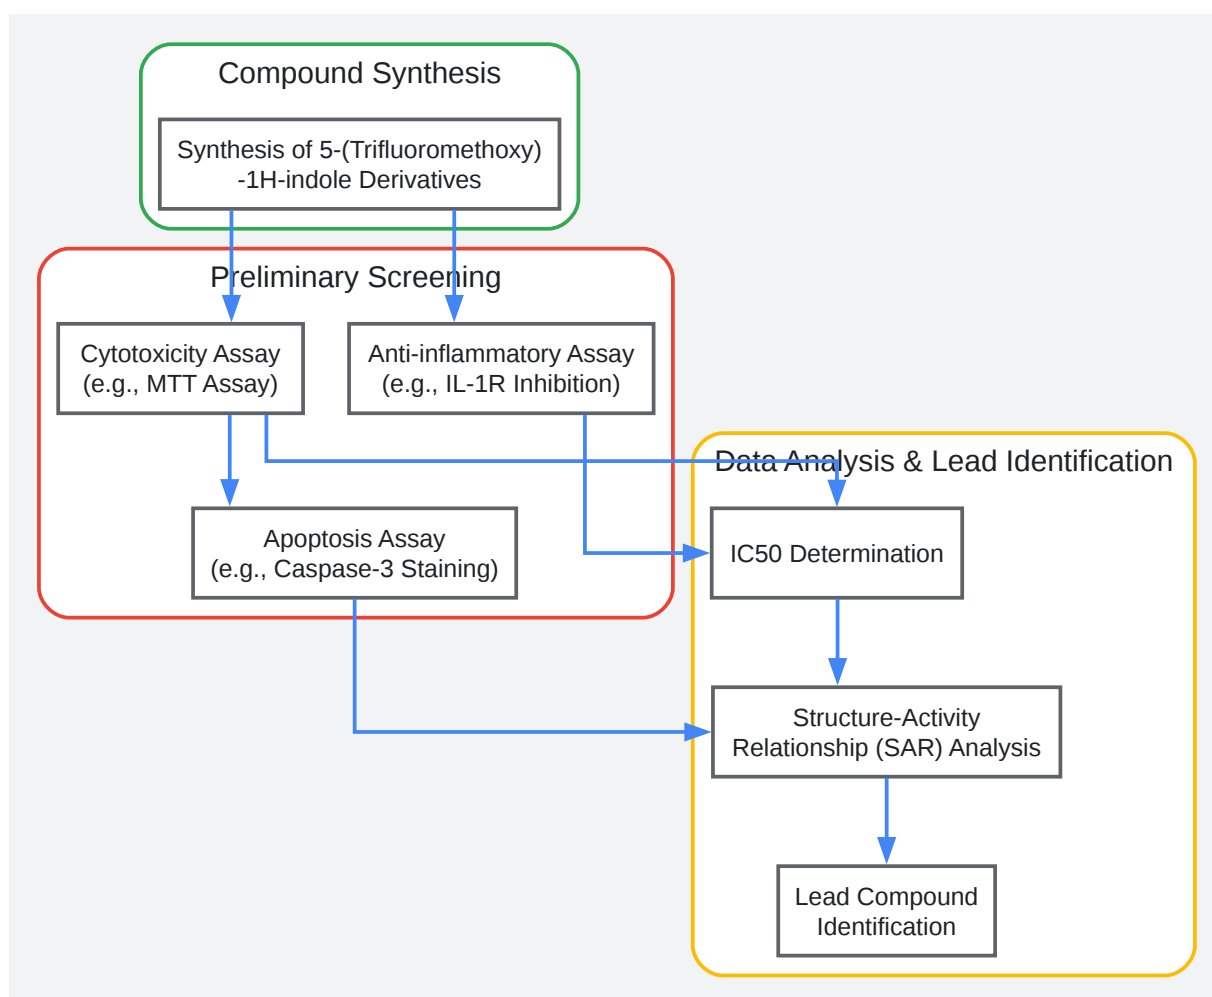 Compound Synthesis
Synthesis of 5-(Trifluoromethoxy)
-1H-indole Derivatives
Preliminary Screening
Cytotoxicity Assay
(e.g., MTT Assay)
Anti-inflammatory Assay
(e.g., IL-1R Inhibition)
Apoptosis Assay
(e.g., Caspase-3 Staining)
Data Analysis & Lead Identification
IC50 Determination
Structure-Activity
Relationship (SAR) Analysis
Lead Compound
Identification